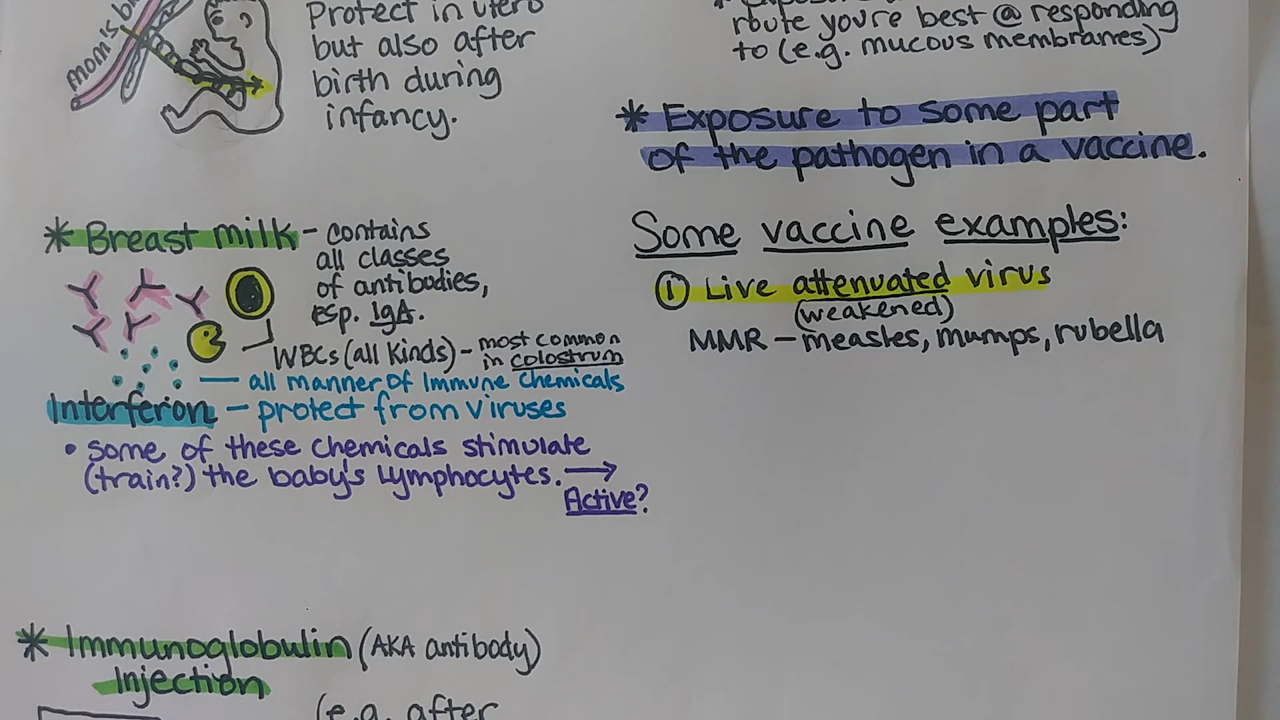 mom's
Protect in utero
but also after
birth during
infancy.
* Breast milk - contains
all classes
of antibodies,
esp. IgA.
WBCs (all kinds) - most common
in colostrum
— all manner of Immune Chemicals
Interferon - protect from viruses
• some of these chemicals stimulate
(train?) the baby's lymphocytes. →
Active?
* Immunoglobulin (AKA antibody)
Injection
(e.g. after
route you're best @ responding
to (e.g. mucous membranes)
* Exposure to some part
of the pathogen in a vaccine.
Some vaccine examples:
① Live attenuated virus
(weakened)
MMR - measles, mumps, rubella